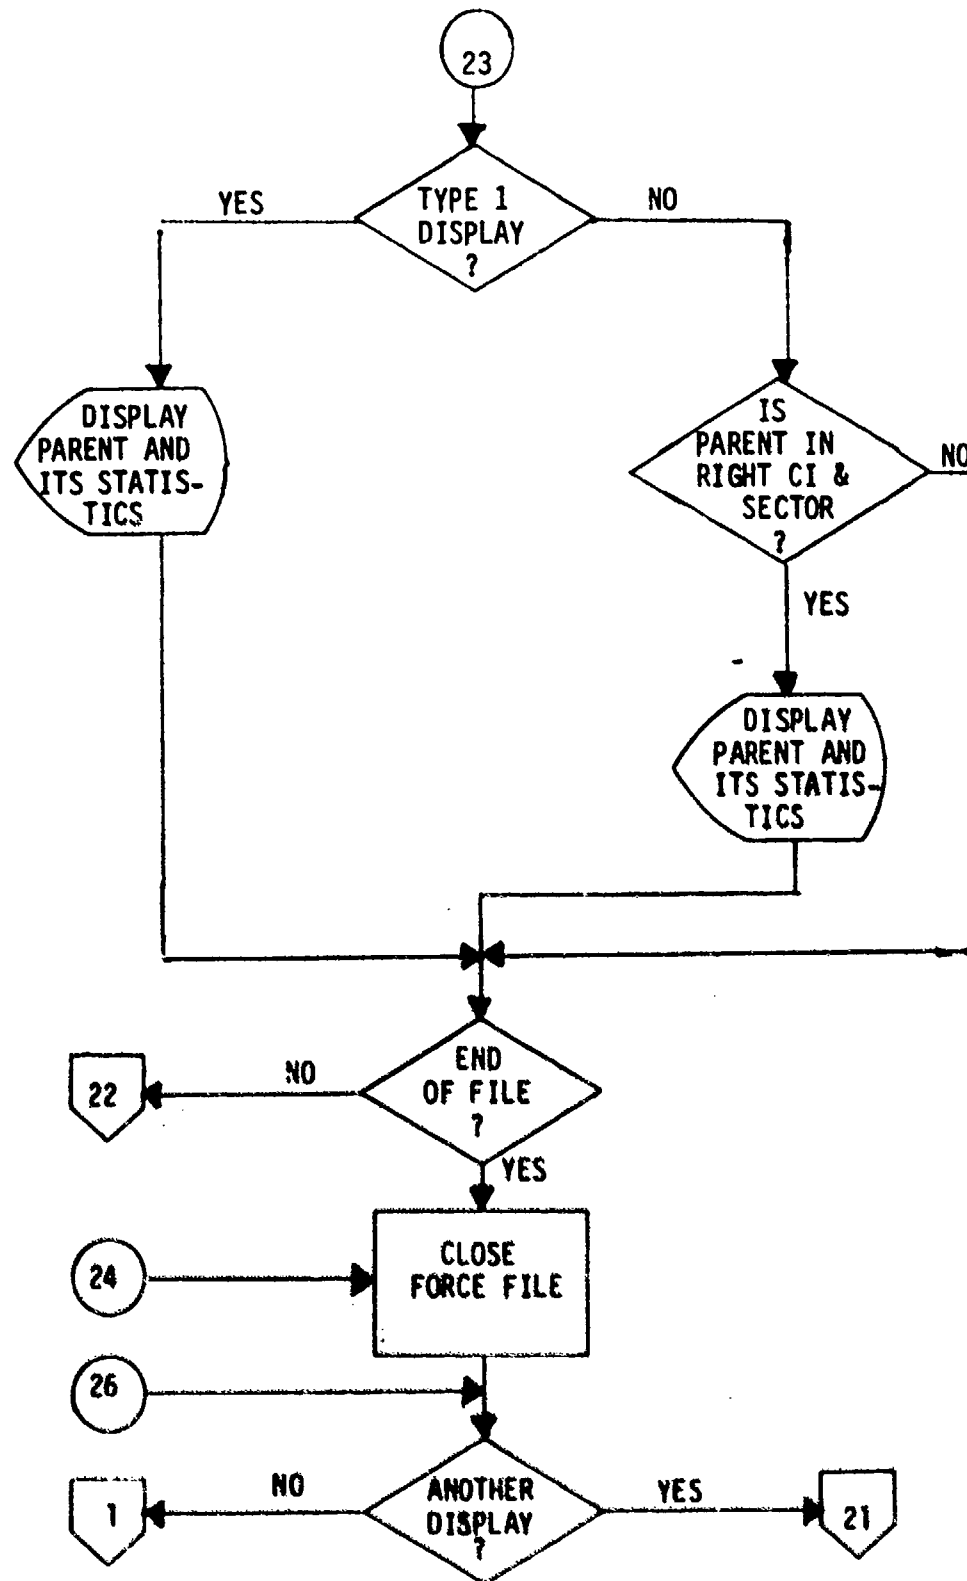 23
TYPE 1
DISPLAY
?
YES
NO
DISPLAY
PARENT AND
ITS STATIS-
TICS
IS
PARENT IN
RIGHT CI &
SECTOR
?
NO
YES
DISPLAY
PARENT AND
ITS STATIS-
TICS
END
OF FILE
?
NO
22
YES
CLOSE
FORCE FILE
24
26
ANOTHER
DISPLAY
?
NO
1
YES
21